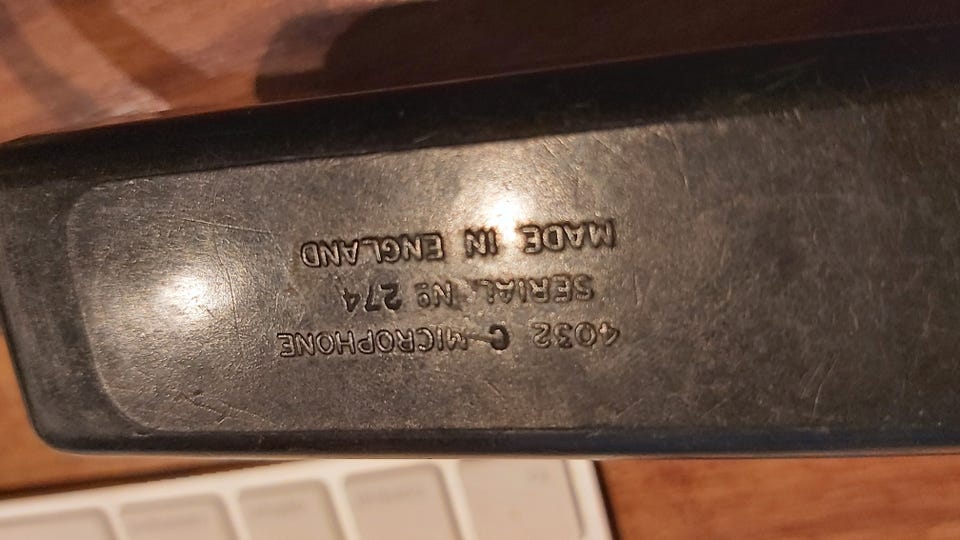 4032 C MICROPHONE
SERIAL Nº 274
MADE IN ENGLAND